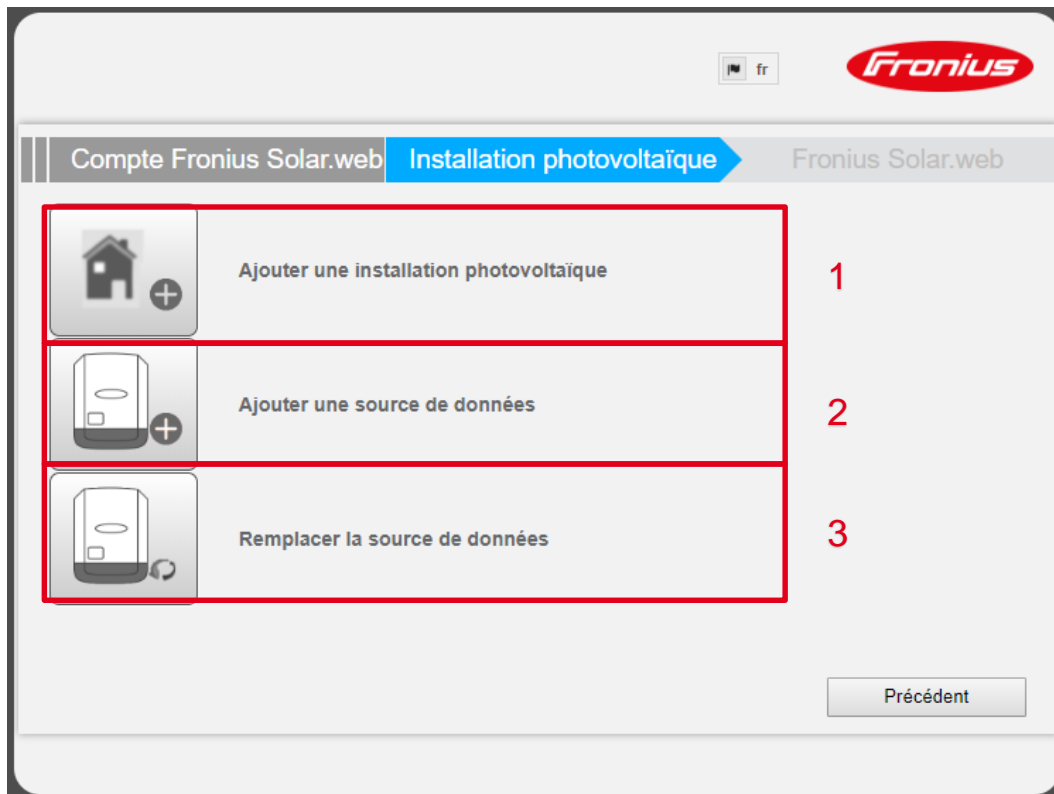 fr
Fronius
Compte Fronius Solar.web
Installation photovoltaïque
Fronius Solar.web
Ajouter une installation photovoltaïque
1
Ajouter une source de données
2
Remplacer la source de données
3
Précédent